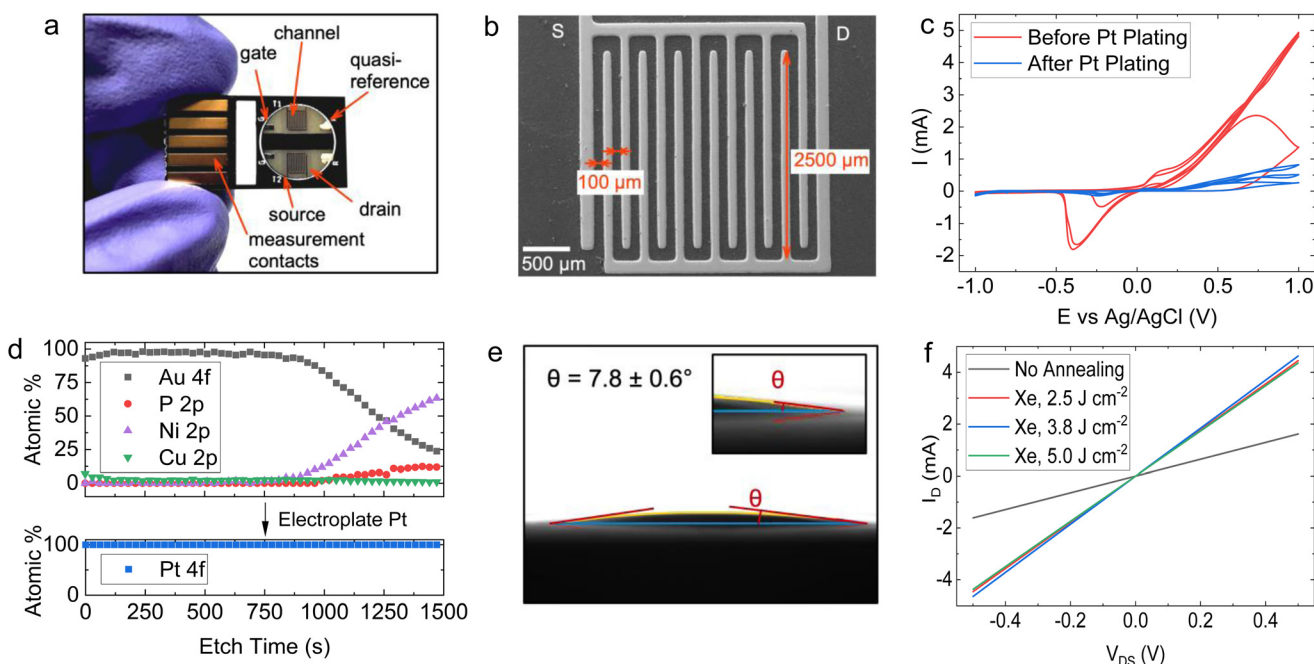 a
channel
gate
quasi-
reference
T1
T2
source
drain
measurement
contacts
b
S
D
100 µm
2500 µm
500 µm
c
Before Pt Plating
After Pt Plating
I (mA)
5
4
3
2
1
0
-1
-2
-1.0
-0.5
0.0
0.5
1.0
E vs Ag/AgCl (V)
d
Atomic %
100
75
50
25
0
Au 4f
P 2p
Ni 2p
Cu 2p
Electroplate Pt
Atomic %
100
0
Pt 4f
0
250
500
750
1000
1250
1500
Etch Time (s)
e
θ = 7.8 ± 0.6°
θ
θ
f
No Annealing
Xe, 2.5 J cm-2
Xe, 3.8 J cm-2
Xe, 5.0 J cm-2
I_D (mA)
4
2
0
-2
-4
-0.4
-0.2
0.0
0.2
0.4
V_DS (V)